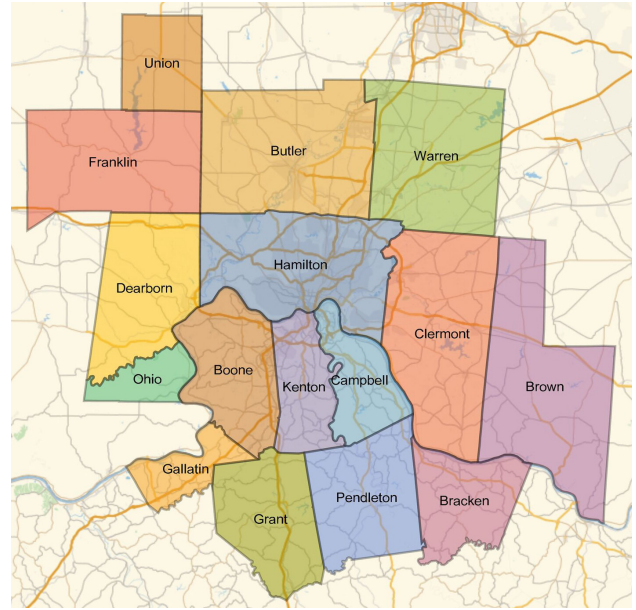 Union
Franklin
Butler
Warren
Hamilton
Dearborn
Clermont
Boone
Ohio
Kenton
Campbell
Brown
Gallatin
Pendleton
Bracken
Grant